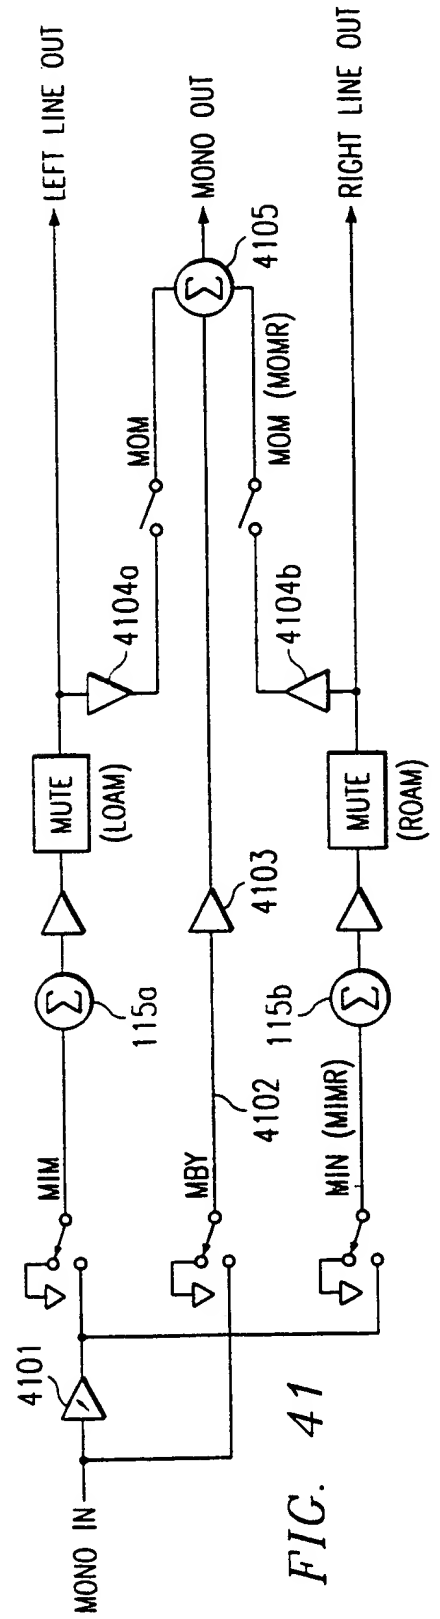 MONO IN
4101
MIM
115a
MUTE
(LOAM)
4104a
LEFT LINE OUT
MOM
MBY
4102
4103
4105
MONO OUT
MOM (MOMR)
MIN (MIMR)
115b
MUTE
(ROAM)
4104b
RIGHT LINE OUT
Σ
Σ
Σ
FIG. 41